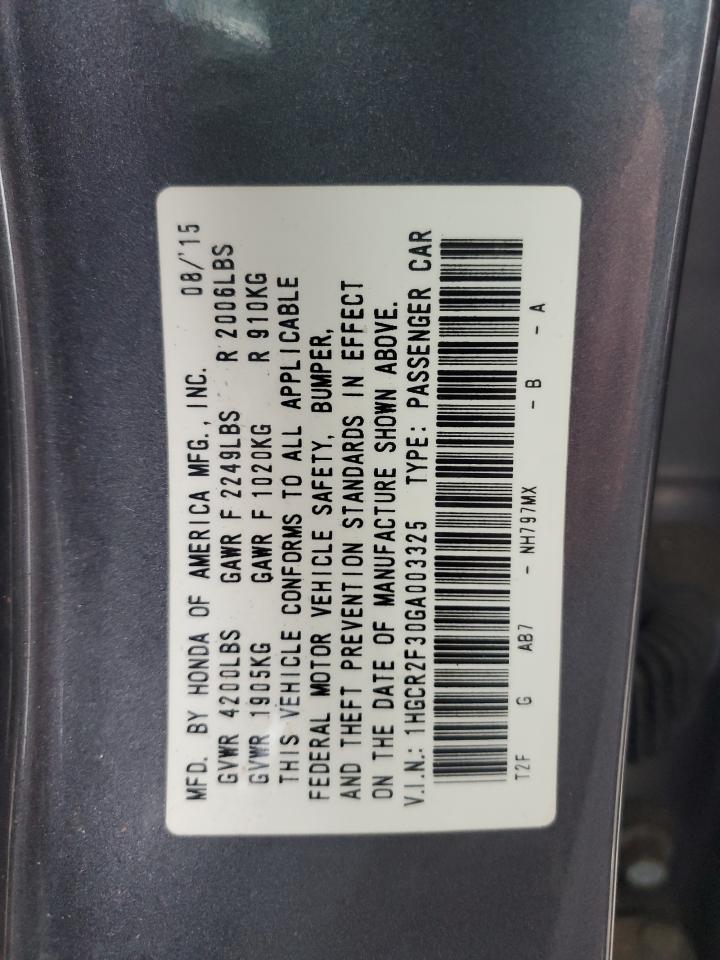 MFD. BY HONDA OF AMERICA MFG., INC. 08/'15
GVWR 4200LBS GAWR F 2249LBS R 2006LBS
GVWR 1905KG GAWR F 1020KG R 910KG
THIS VEHICLE CONFORMS TO ALL APPLICABLE
FEDERAL MOTOR VEHICLE SAFETY, BUMPER,
AND THEFT PREVENTION STANDARDS IN EFFECT
ON THE DATE OF MANUFACTURE SHOWN ABOVE.
V.I.N.: 1HGCR2F30GA003325 TYPE: PASSENGER CAR
T2F G AB7 - NH797MX - B - A